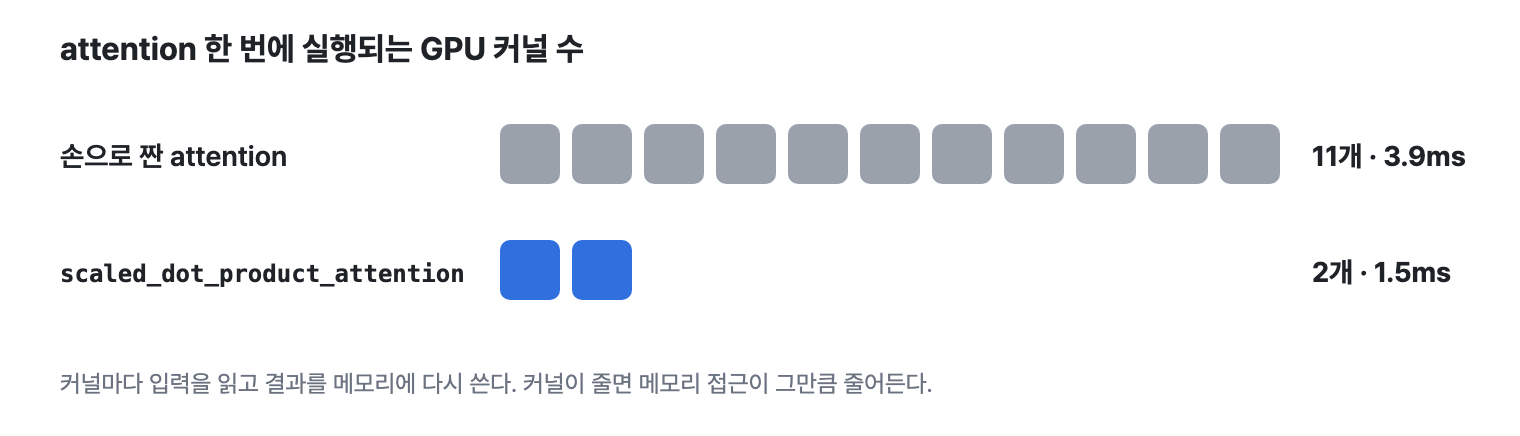 attention 한 번에 실행되는 GPU 커널 수
손으로 짠 attention
11개 · 3.9ms
scaled_dot_product_attention
2개 · 1.5ms
커널마다 입력을 읽고 결과를 메모리에 다시 쓴다. 커널이 줄면 메모리 접근이 그만큼 줄어든다.